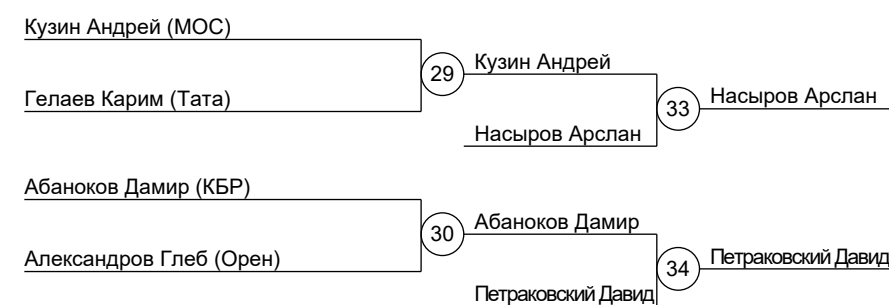 Кузин Андрей (МОС)
29
Кузин Андрей
Гелаев Карим (Тата)
33
Насыров Арслан
Насыров Арслан
Абаноков Дамир (КБР)
30
Абаноков Дамир
Александров Глеб (Орен)
34
Петраковский Давид
Петраковский Давид